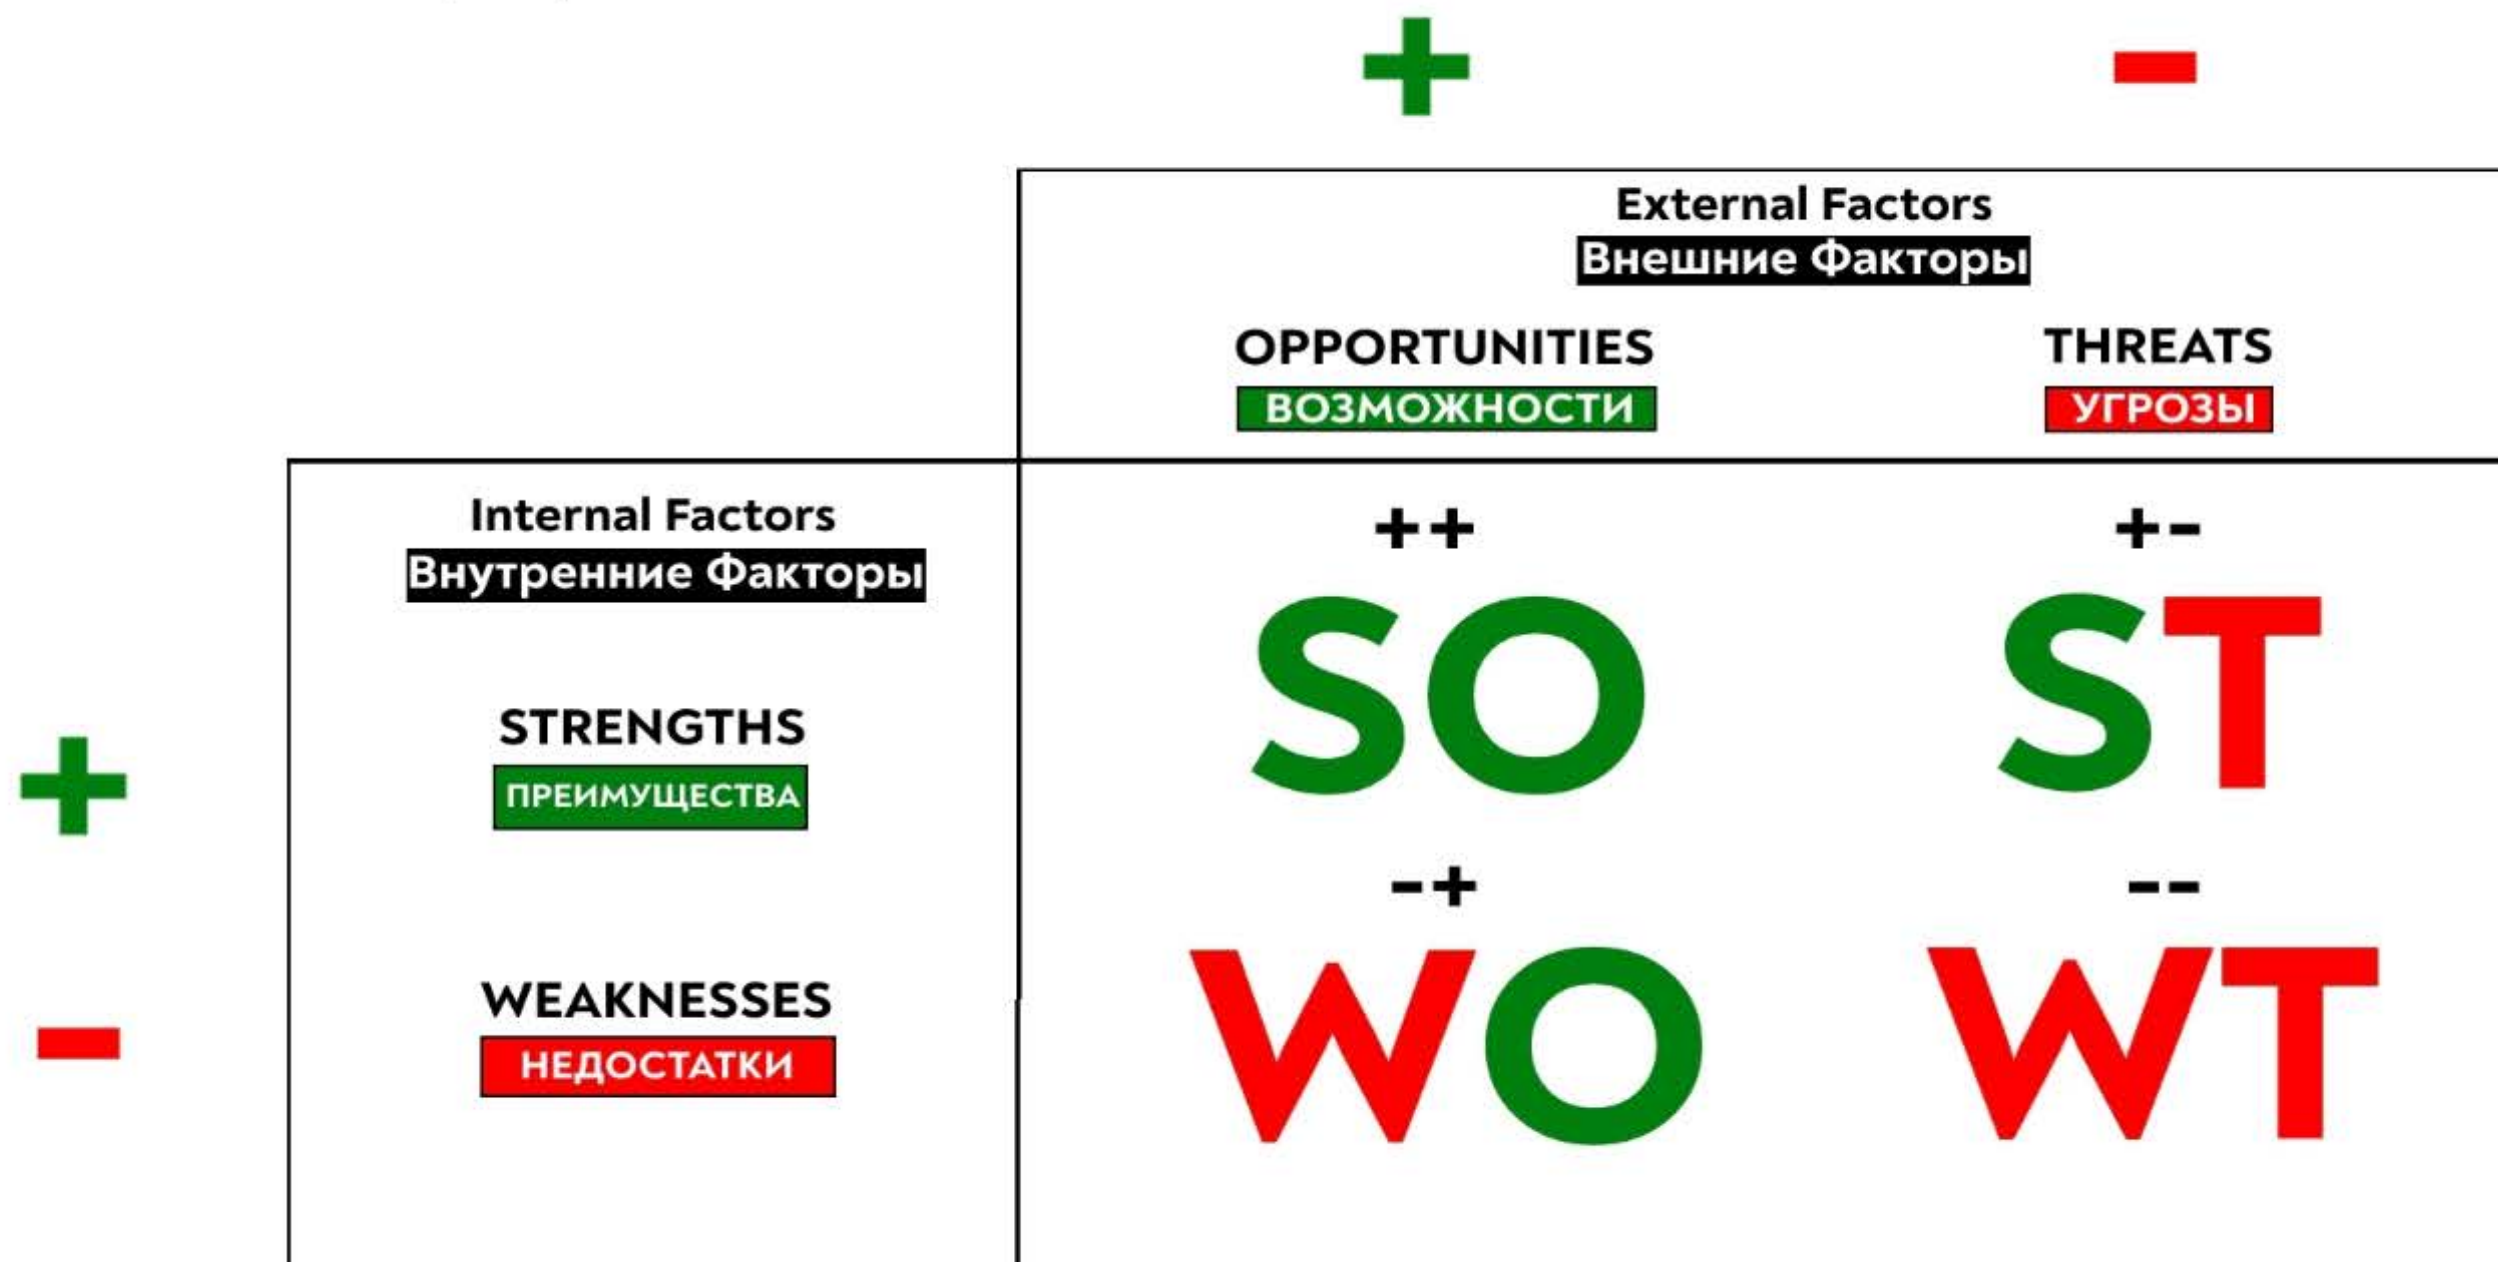 + -
External Factors
Внешние Факторы
OPPORTUNITIES THREATS
ВОЗМОЖНОСТИ УГРОЗЫ
Internal Factors
Внутренние Факторы
++ +-
SO ST
+ STRENGTHS
ПРЕИМУЩЕСТВА
-+ --
WO WT
- WEAKNESSES
НЕДОСТАТКИ